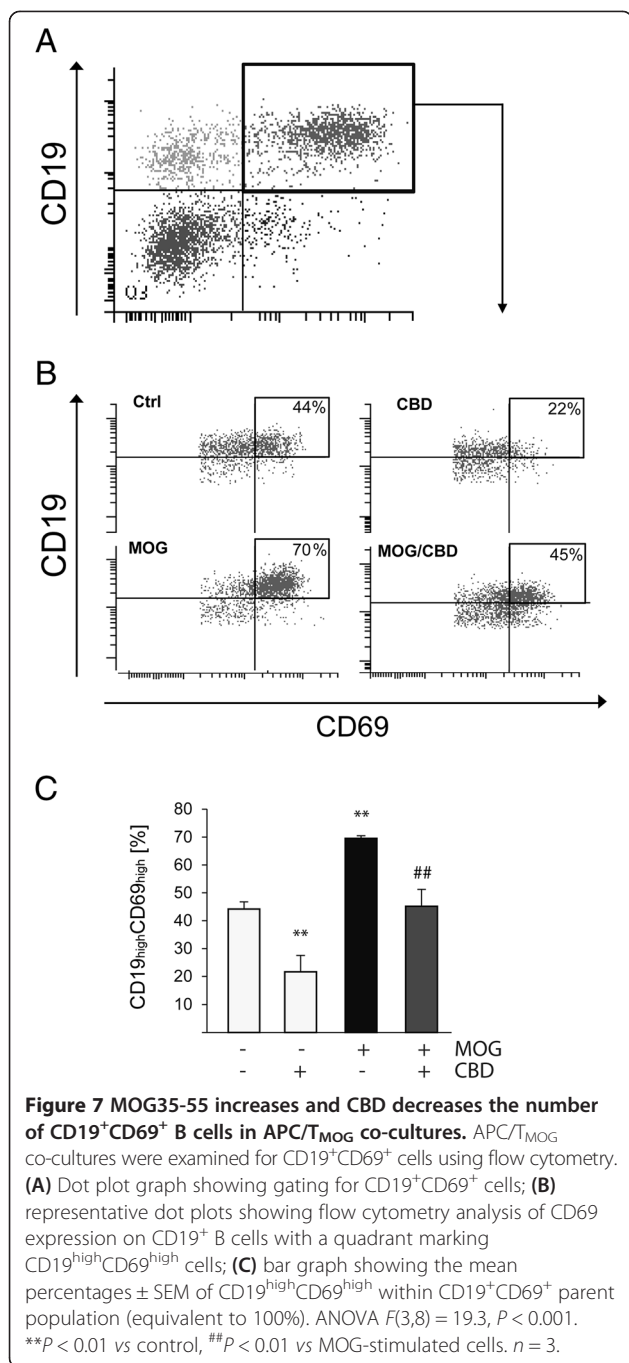 A
CD19
Q3
B
CD19
Ctrl
44%
CBD
22%
MOG
70%
MOG/CBD
45%
CD69
C
CD19highCD69high [%]
80
70
60
50
40
30
20
10
**
**
##
- - + + MOG
- + - + CBD
Figure 7 MOG35-55 increases and CBD decreases the number
of CD19⁺CD69⁺ B cells in APC/TMOG co-cultures. APC/TMOG
co-cultures were examined for CD19⁺CD69⁺ cells using flow cytometry.
(A) Dot plot graph showing gating for CD19⁺CD69⁺ cells; (B)
representative dot plots showing flow cytometry analysis of CD69
expression on CD19⁺ B cells with a quadrant marking
CD19highCD69high cells; (C) bar graph showing the mean
percentages ± SEM of CD19highCD69high within CD19⁺CD69⁺ parent
population (equivalent to 100%). ANOVA F(3,8) = 19.3, P < 0.001.
**P < 0.01 vs control, ##P < 0.01 vs MOG-stimulated cells. n = 3.